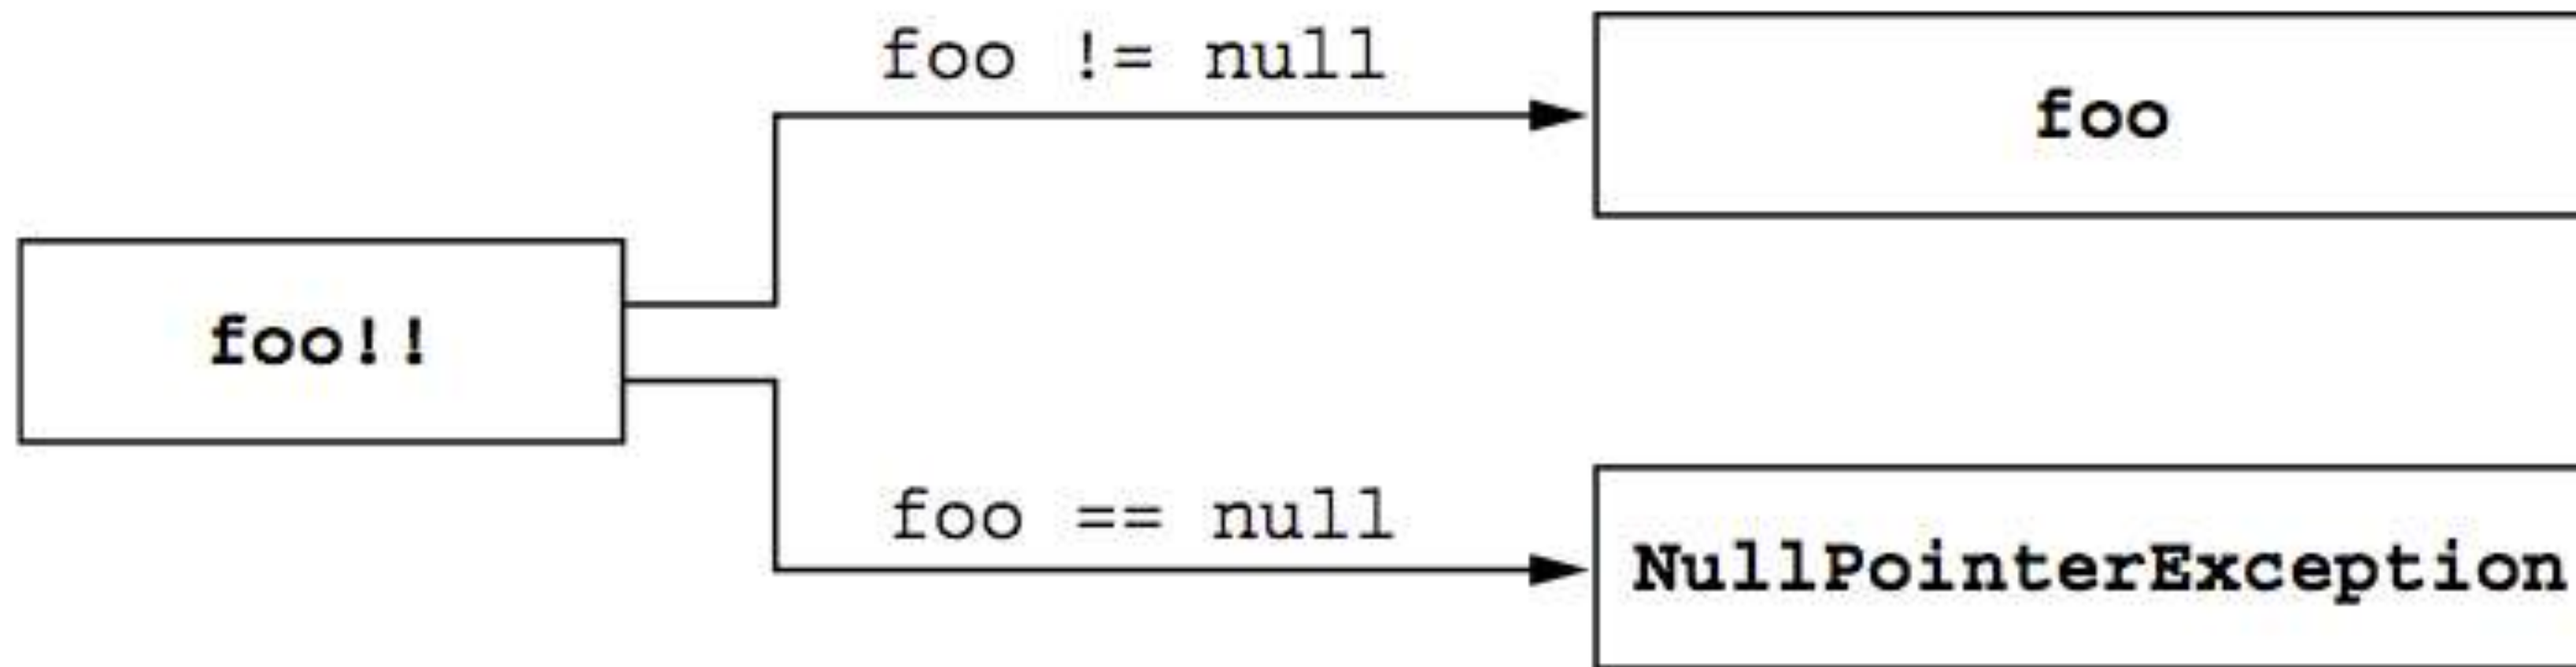 foo != null
foo
foo!!
foo == null
NullPointerException